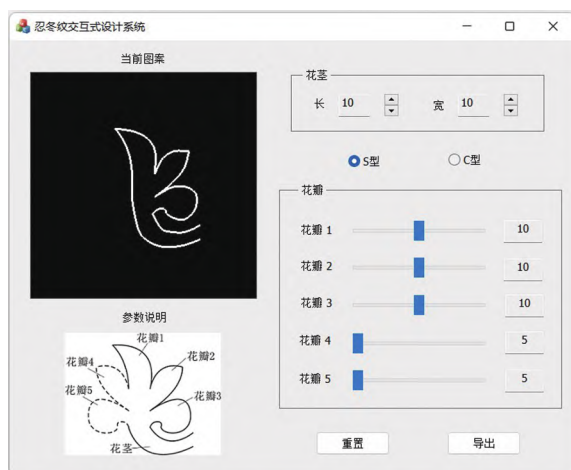 忍冬纹交互式设计系统
当前图案
花茎
长 10 宽 10
S型 C型
花瓣
花瓣 1 10
花瓣 2 10
花瓣 3 10
花瓣 4 5
花瓣 5 5
参数说明
花瓣1
花瓣2
花瓣4
花瓣5
花瓣3
花茎
重置 导出